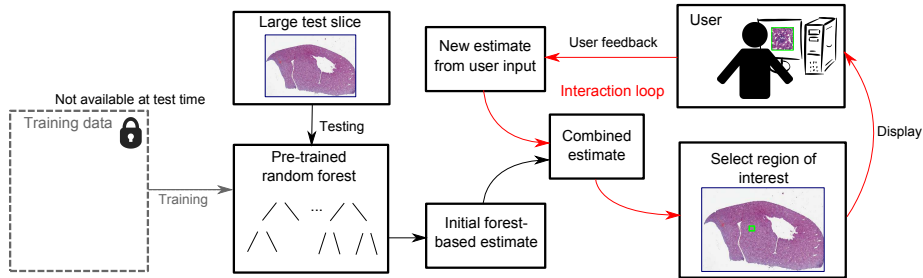 Large test slice
Not available at test time
Training data
Testing
Training
Pre-trained
random forest
...
Initial forest-
based estimate
New estimate
from user input
User feedback
User
Interaction loop
Combined
estimate
Display
Select region of
interest